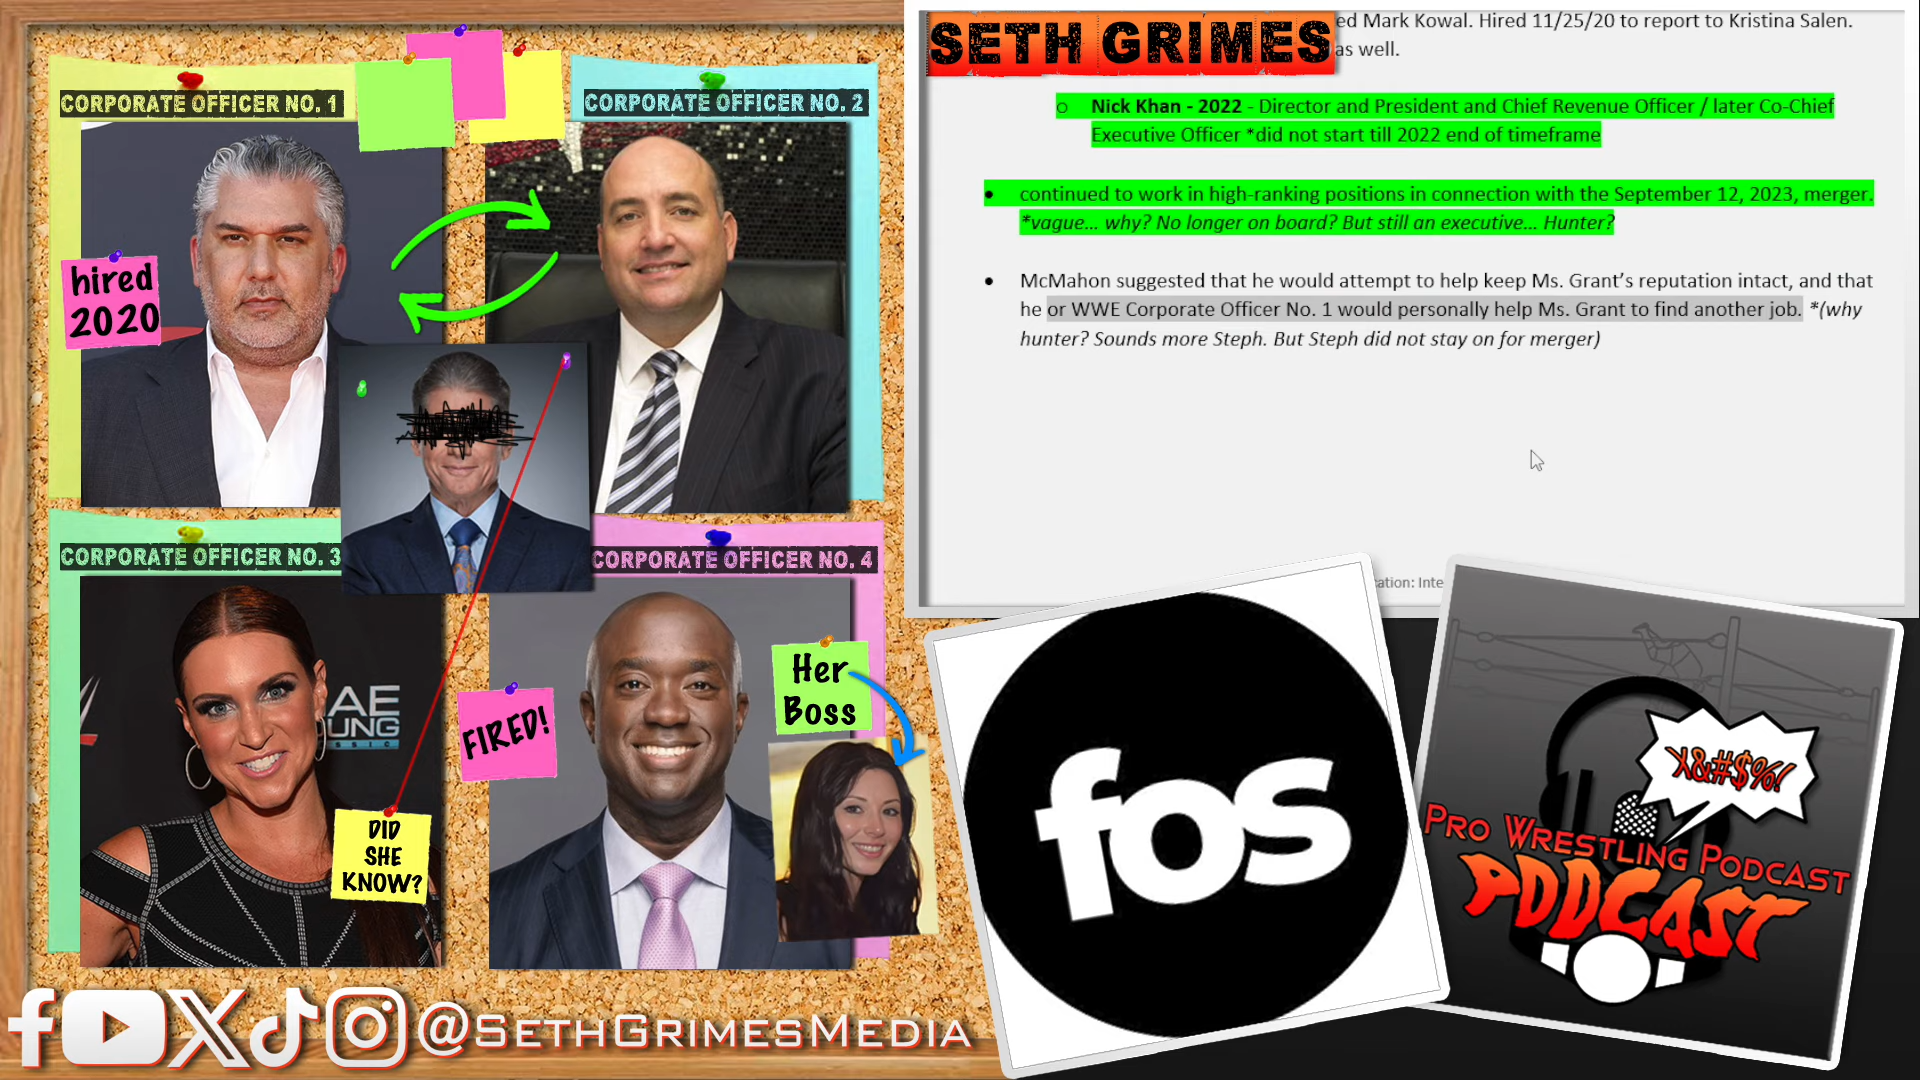 CORPORATE OFFICER NO. 1
CORPORATE OFFICER NO. 2
hired
2020
CORPORATE OFFICER NO. 3
CORPORATE OFFICER NO. 4
AE
UNG
FIRED!
Her
Boss
DID
SHE
KNOW?
@SETHGRIMESMEDIA
SETH GRIMES
ed Mark Kowal. Hired 11/25/20 to report to Kristina Salen.
as well.
o Nick Khan - 2022 - Director and President and Chief Revenue Officer / later Co-Chief
Executive Officer *did not start till 2022 end of timeframe
• continued to work in high-ranking positions in connection with the September 12, 2023, merger.
*vague... why? No longer on board? But still an executive... Hunter?
• McMahon suggested that he would attempt to help keep Ms. Grant's reputation intact, and that
he or WWE Corporate Officer No. 1 would personally help Ms. Grant to find another job. *(why
hunter? Sounds more Steph. But Steph did not stay on for merger)
ation: Inte
fos
X&#$%!
PRO WRESTLING PODCAST
PODCAST